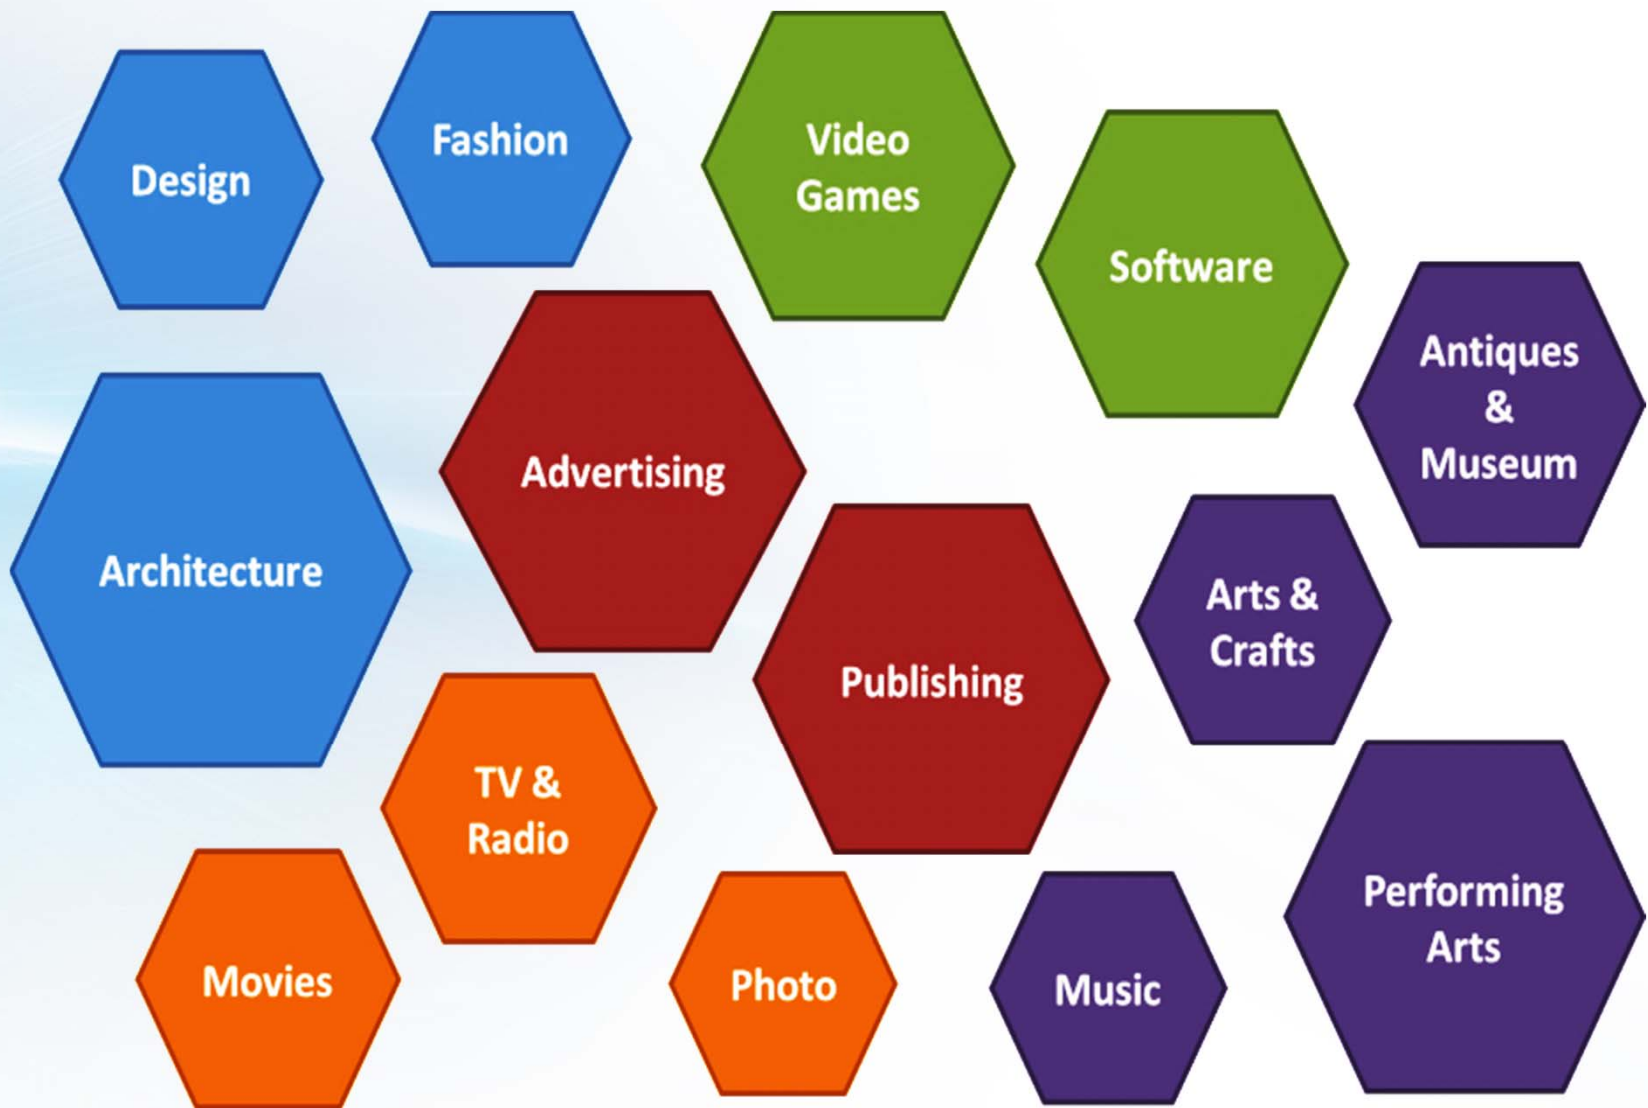 Design
Fashion
Video
Games
Software
Antiques
&
Museum
Advertising
Architecture
Arts &
Crafts
Publishing
TV &
Radio
Performing
Arts
Movies
Photo
Music